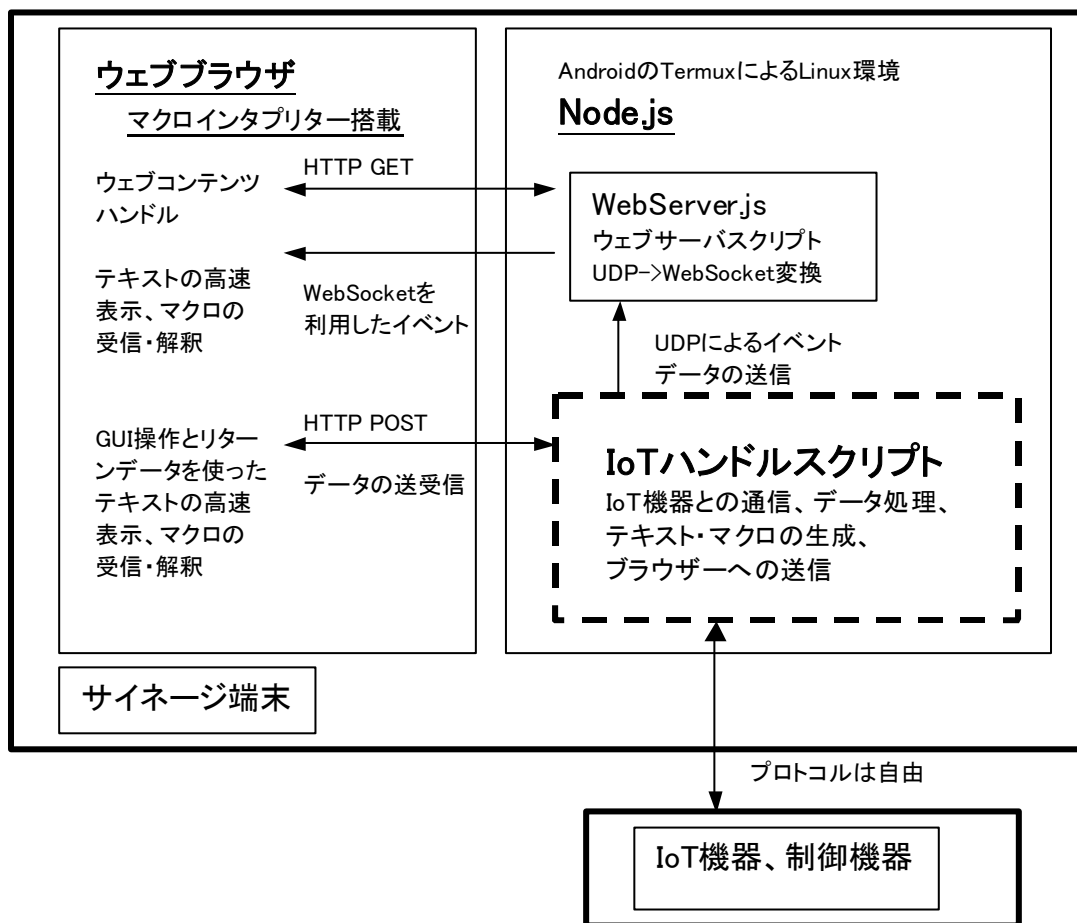 ウェブブラウザ
マクロインタプリター搭載
ウェブコンテンツ
ハンドル
テキストの高速
表示、マクロの
受信・解釈
GUI操作とリター
ンデータを使った
テキストの高速
表示、マクロの
受信・解釈
HTTP GET
WebSocketを
利用したイベント
HTTP POST
データの送受信
AndroidのTermuxによるLinux環境
Node.js
WebServer.js
ウェブサーバスクリプト
UDP->WebSocket変換
UDPによるイベント
データの送信
IoTハンドルスクリプト
IoT機器との通信、データ処理、
テキスト・マクロの生成、
ブラウザーへの送信
サイネージ端末
プロトコルは自由
IoT機器、制御機器